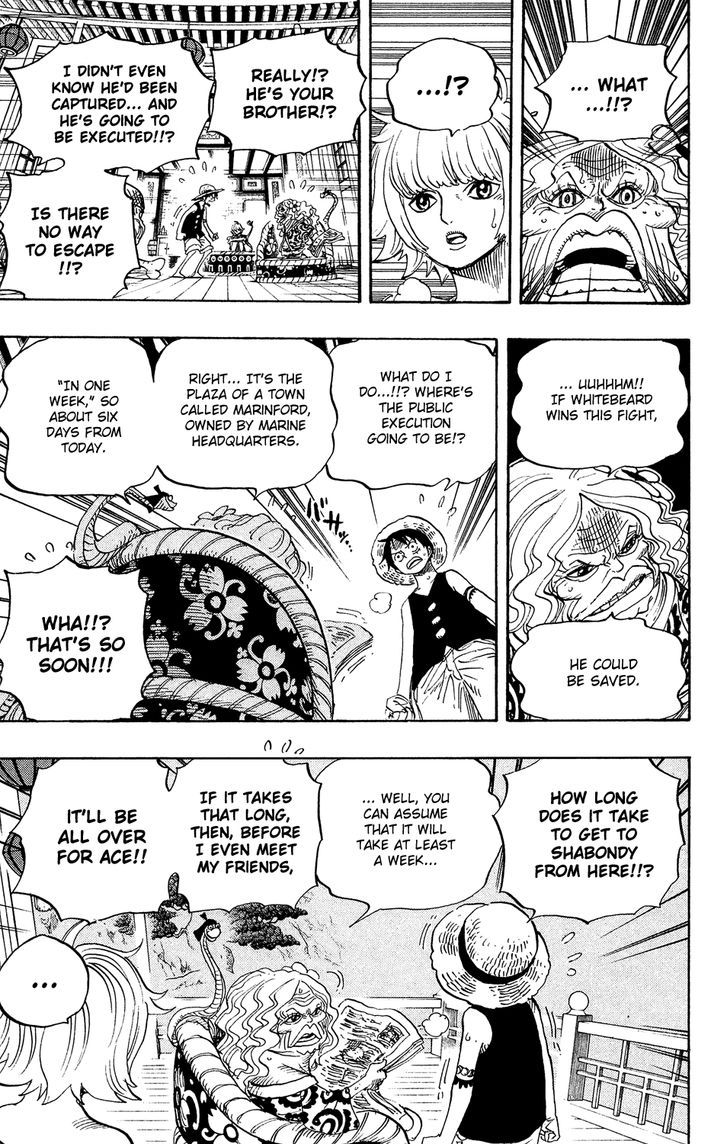 ... WHAT
...!!?
...!?
REALLY!?
HE'S YOUR
BROTHER!?
I DIDN'T EVEN
KNOW HE'D BEEN
CAPTURED... AND
HE'S GOING TO
BE EXECUTED!!?
IS THERE
NO WAY
TO ESCAPE
!!?
... UUHHHM!!
IF WHITEBEARD
WINS THIS FIGHT,
HE COULD
BE SAVED.
WHAT DO I
DO...!!? WHERE'S
THE PUBLIC
EXECUTION
GOING TO BE!?
バッ
RIGHT... IT'S THE
PLAZA OF A TOWN
CALLED MARINFORD,
OWNED BY MARINE
HEADQUARTERS.
"IN ONE
WEEK," SO
ABOUT SIX
DAYS FROM
TODAY.
WHA!!?
THAT'S SO
SOON!!!
HOW LONG
DOES IT TAKE
TO GET TO
SHABONDY
FROM HERE!!?
... WELL, YOU
CAN ASSUME
THAT IT WILL
TAKE AT LEAST
A WEEK...
IF IT TAKES
THAT LONG,
THEN, BEFORE
I EVEN MEET
MY FRIENDS,
IT'LL BE
ALL OVER
FOR ACE!!
...